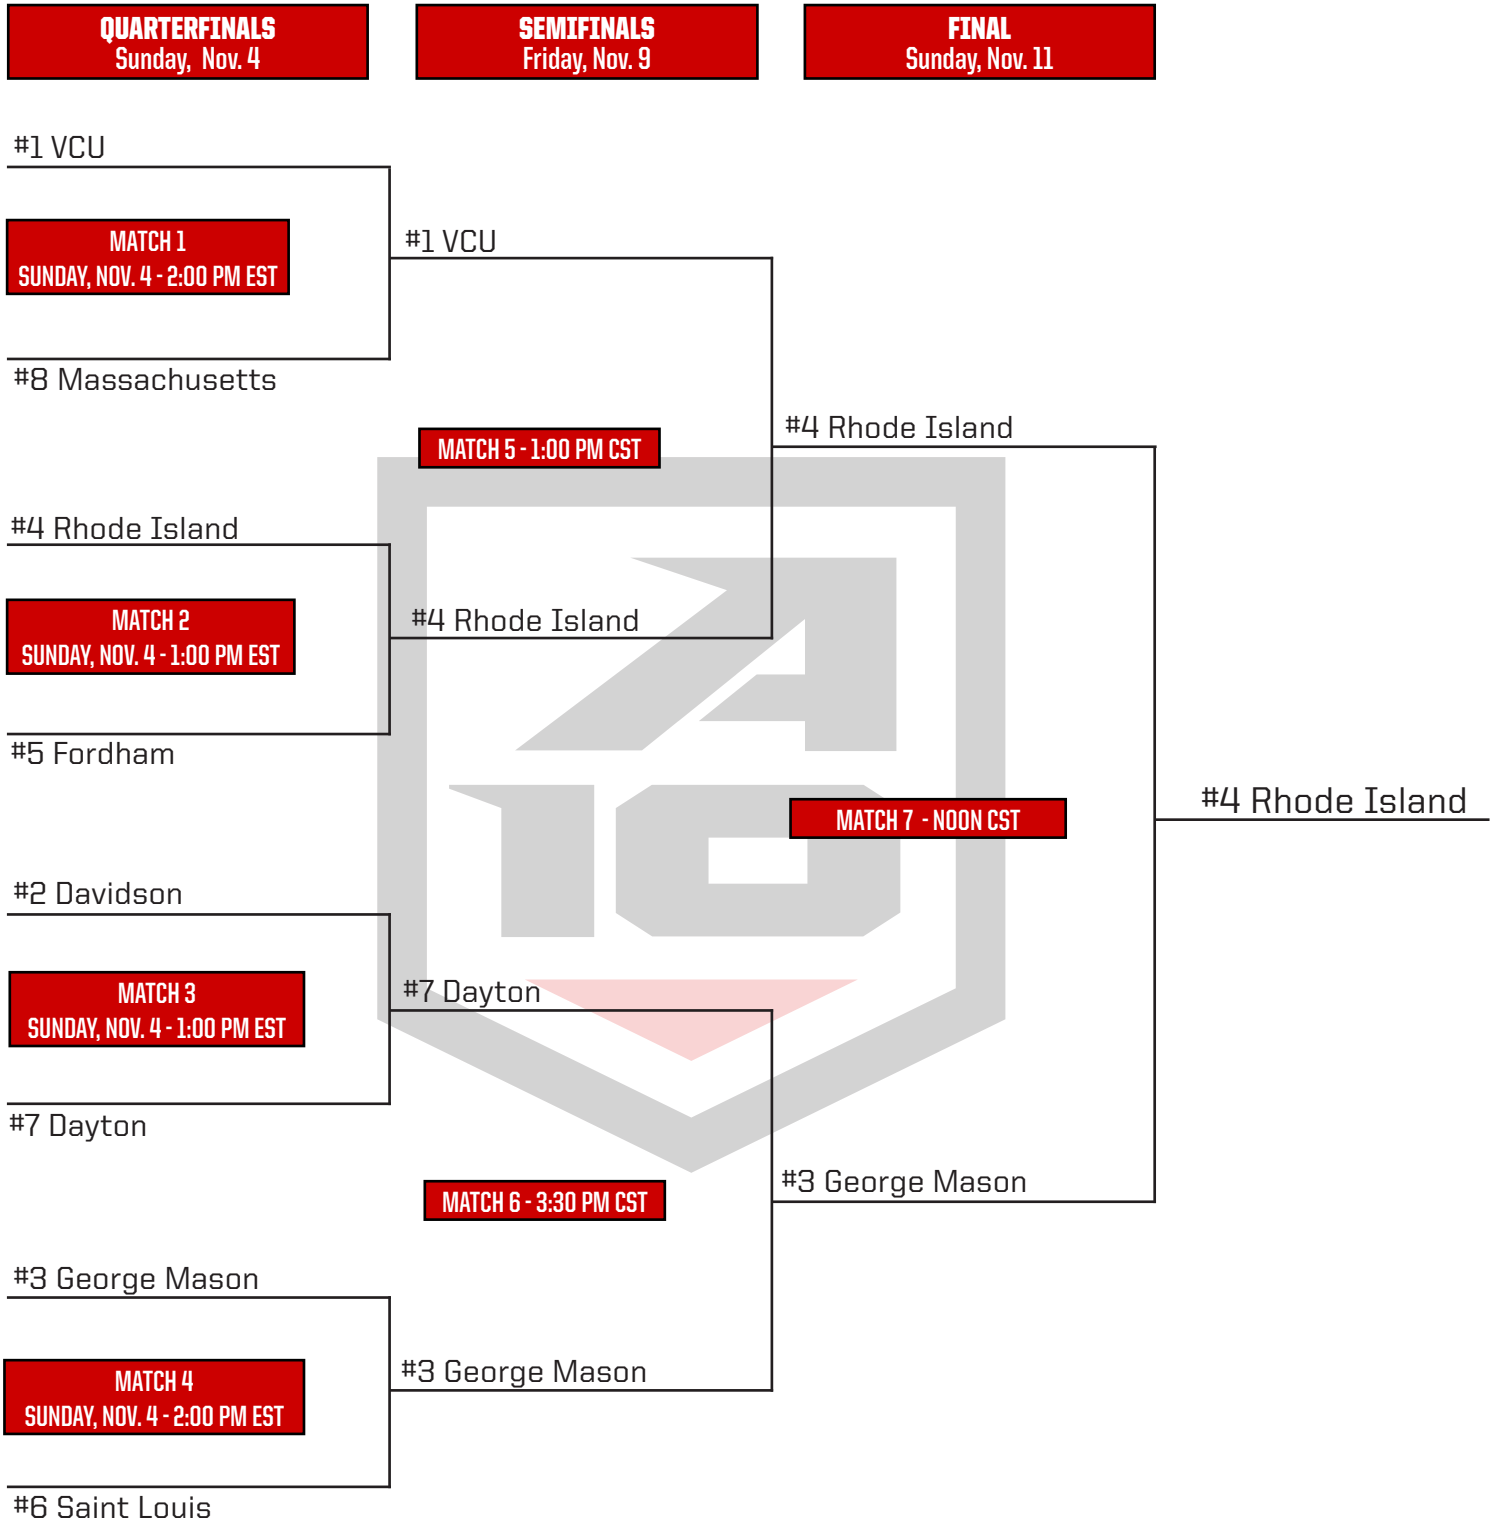 QUARTERFINALS
Sunday, Nov. 4
SEMIFINALS
Friday, Nov. 9
FINAL
Sunday, Nov. 11
#1 VCU
MATCH 1
SUNDAY, NOV. 4 - 2:00 PM EST
#8 Massachusetts
#1 VCU
MATCH 5 - 1:00 PM CST
#4 Rhode Island
#4 Rhode Island
MATCH 2
SUNDAY, NOV. 4 - 1:00 PM EST
#5 Fordham
#4 Rhode Island
A10
MATCH 7 - NOON CST
#4 Rhode Island
#2 Davidson
MATCH 3
SUNDAY, NOV. 4 - 1:00 PM EST
#7 Dayton
#7 Dayton
MATCH 6 - 3:30 PM CST
#3 George Mason
#3 George Mason
MATCH 4
SUNDAY, NOV. 4 - 2:00 PM EST
#6 Saint Louis
#3 George Mason